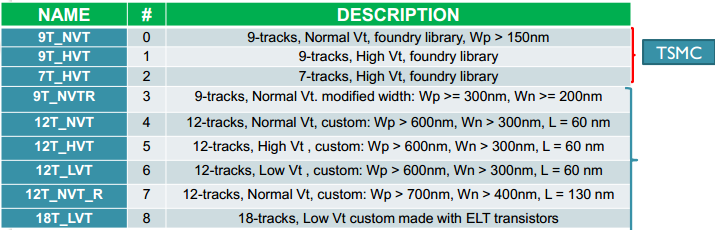 NAME # DESCRIPTION
9T_NVT 0 9-tracks, Normal Vt, foundry library, Wp > 150nm
9T_HVT 1 9-tracks, High Vt, foundry library
TSMC
7T_HVT 2 7-tracks, High Vt, foundry library
9T_NVTR 3 9-tracks, Normal Vt. modified width: Wp >= 300nm, Wn >= 200nm
12T_NVT 4 12-tracks, Normal Vt, custom: Wp > 600nm, Wn > 300nm, L = 60 nm
12T_HVT 5 12-tracks, High Vt , custom: Wp > 600nm, Wn > 300nm, L = 60 nm
12T_LVT 6 12-tracks, Low Vt , custom: Wp > 600nm, Wn > 300nm, L = 60 nm
12T_NVT_R 7 12-tracks, Normal Vt, custom: Wp > 700nm, Wn > 400nm, L = 130 nm
18T_LVT 8 18-tracks, Low Vt custom made with ELT transistors